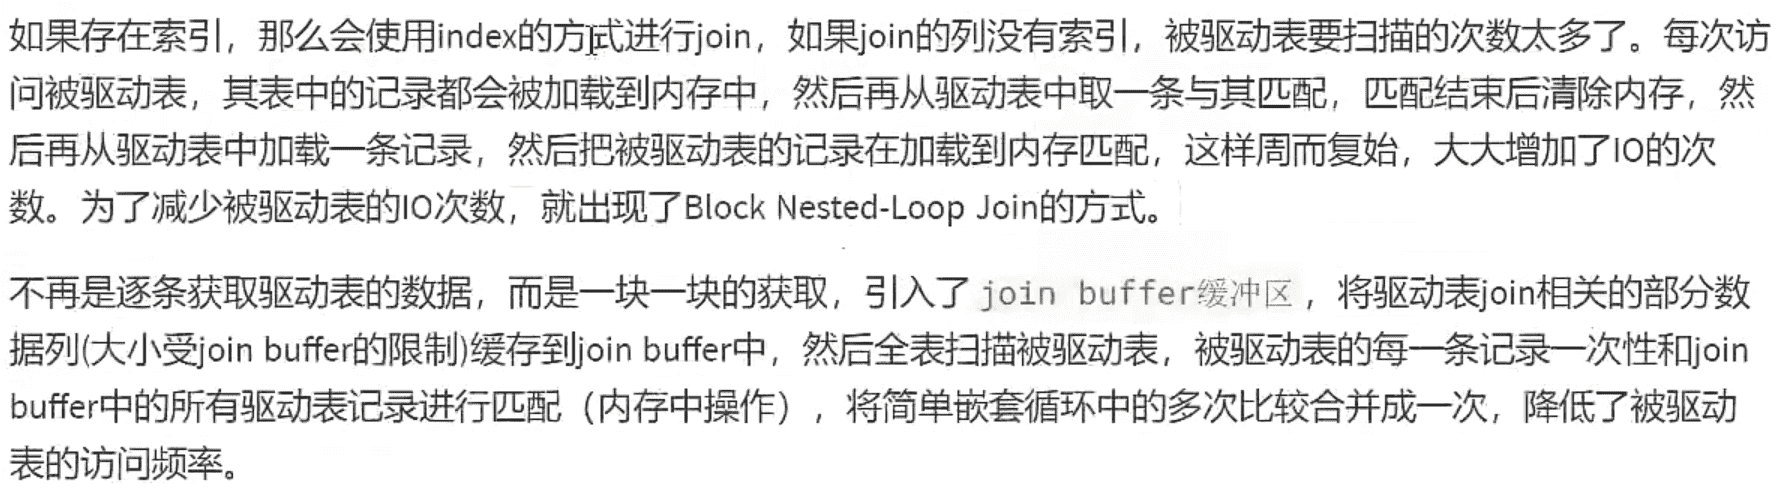 如果存在索引，那么会使用index的方式进行join，如果join的列没有索引，被驱动表要扫描的次数太多了。每次访
问被驱动表，其表中的记录都会被加载到内存中，然后再从驱动表中取一条与其匹配，匹配结束后清除内存，然
后再从驱动表中加载一条记录，然后把被驱动表的记录在加载到内存匹配，这样周而复始，大大增加了IO的次
数。为了减少被驱动表的IO次数，就出现了Block Nested-Loop Join的方式。
不再是逐条获取驱动表的数据，而是一块一块的获取，引入了 join buffer缓冲区 ，将驱动表join相关的部分数
据列(大小受join buffer的限制)缓存到join buffer中，然后全表扫描被驱动表，被驱动表的每一条记录一次性和join
buffer中的所有驱动表记录进行匹配（内存中操作），将简单嵌套循环中的多次比较合并成一次，降低了被驱动
表的访问频率。